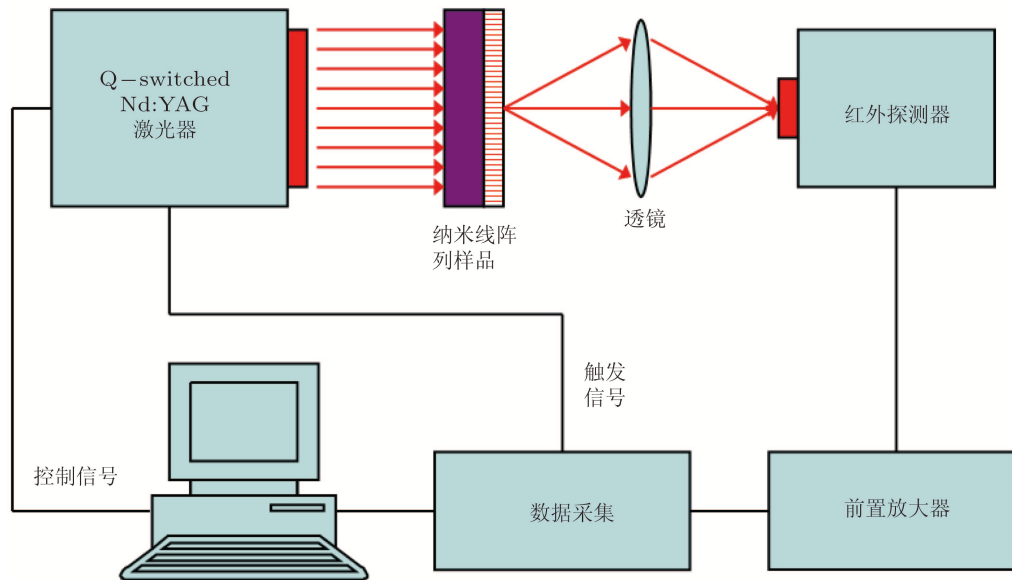 Q−switched
Nd:YAG
激光器
红外探测器
透镜
纳米线阵
列样品
触发
信号
控制信号
数据采集
前置放大器